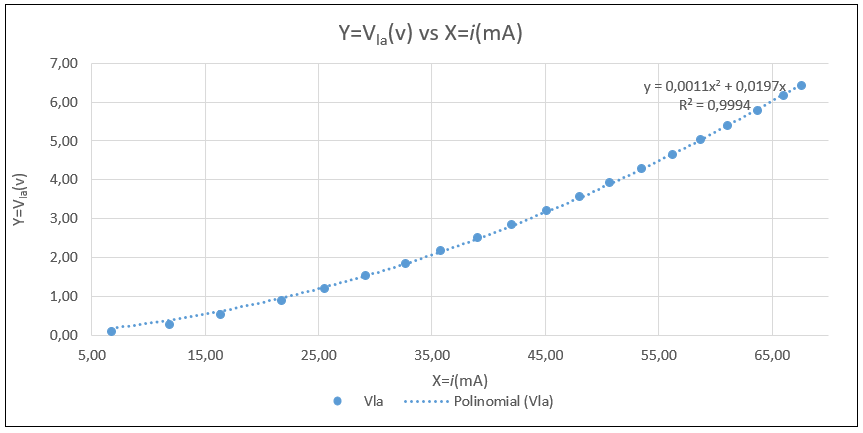 Y=Vla(v) vs X=i(mA)
7,00
6,00
5,00
4,00
3,00
2,00
1,00
0,00
Y=Vla(v)
y = 0,0011x² + 0,0197x
R² = 0,9994
5,00 15,00 25,00 35,00 45,00 55,00 65,00
X=i(mA)
Vla Polinomial (Vla)